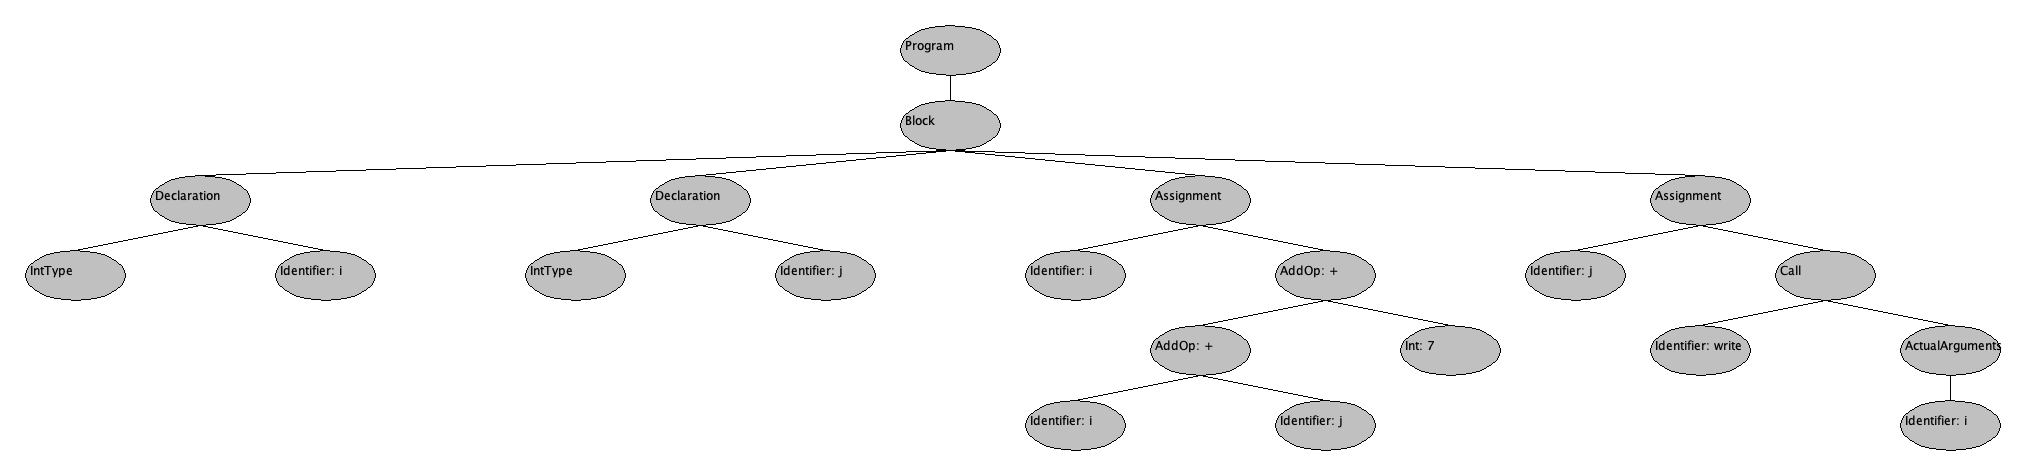 Program
Block
Declaration
Declaration
Assignment
Assignment
IntType
Identifier: i
IntType
Identifier: j
Identifier: i
AddOp: +
Identifier: j
Call
AddOp: +
Int: 7
Identifier: write
ActualArguments
Identifier: i
Identifier: j
Identifier: i